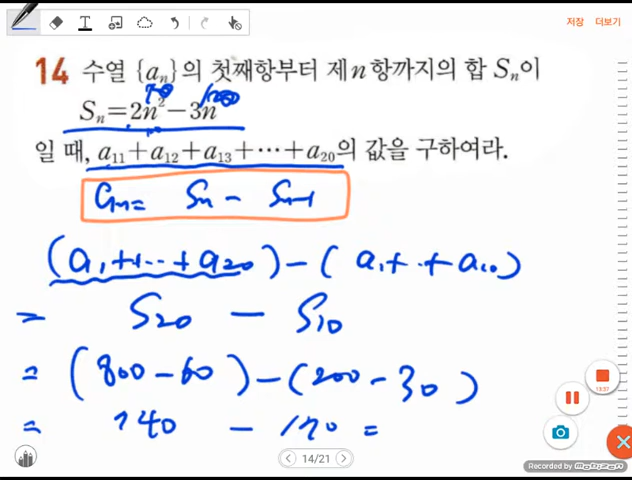 저장 더보기
14 수열 {aₙ}의 첫째항부터 제n항까지의 합 Sₙ이
Sₙ=2n²-3n
일 때, a₁₁+a₁₂+a₁₃+⋯+a₂₀의 값을 구하여라.
aₙ= Sₙ - Sₙ₋₁
(a₁+⋯+a₂₀)-(a₁+⋯+a₁₀)
= S₂₀ - S₁₀
= (800-60)-(200-30)
= 740 - 170 =
13:57
14/21
Recorded by Mobizen